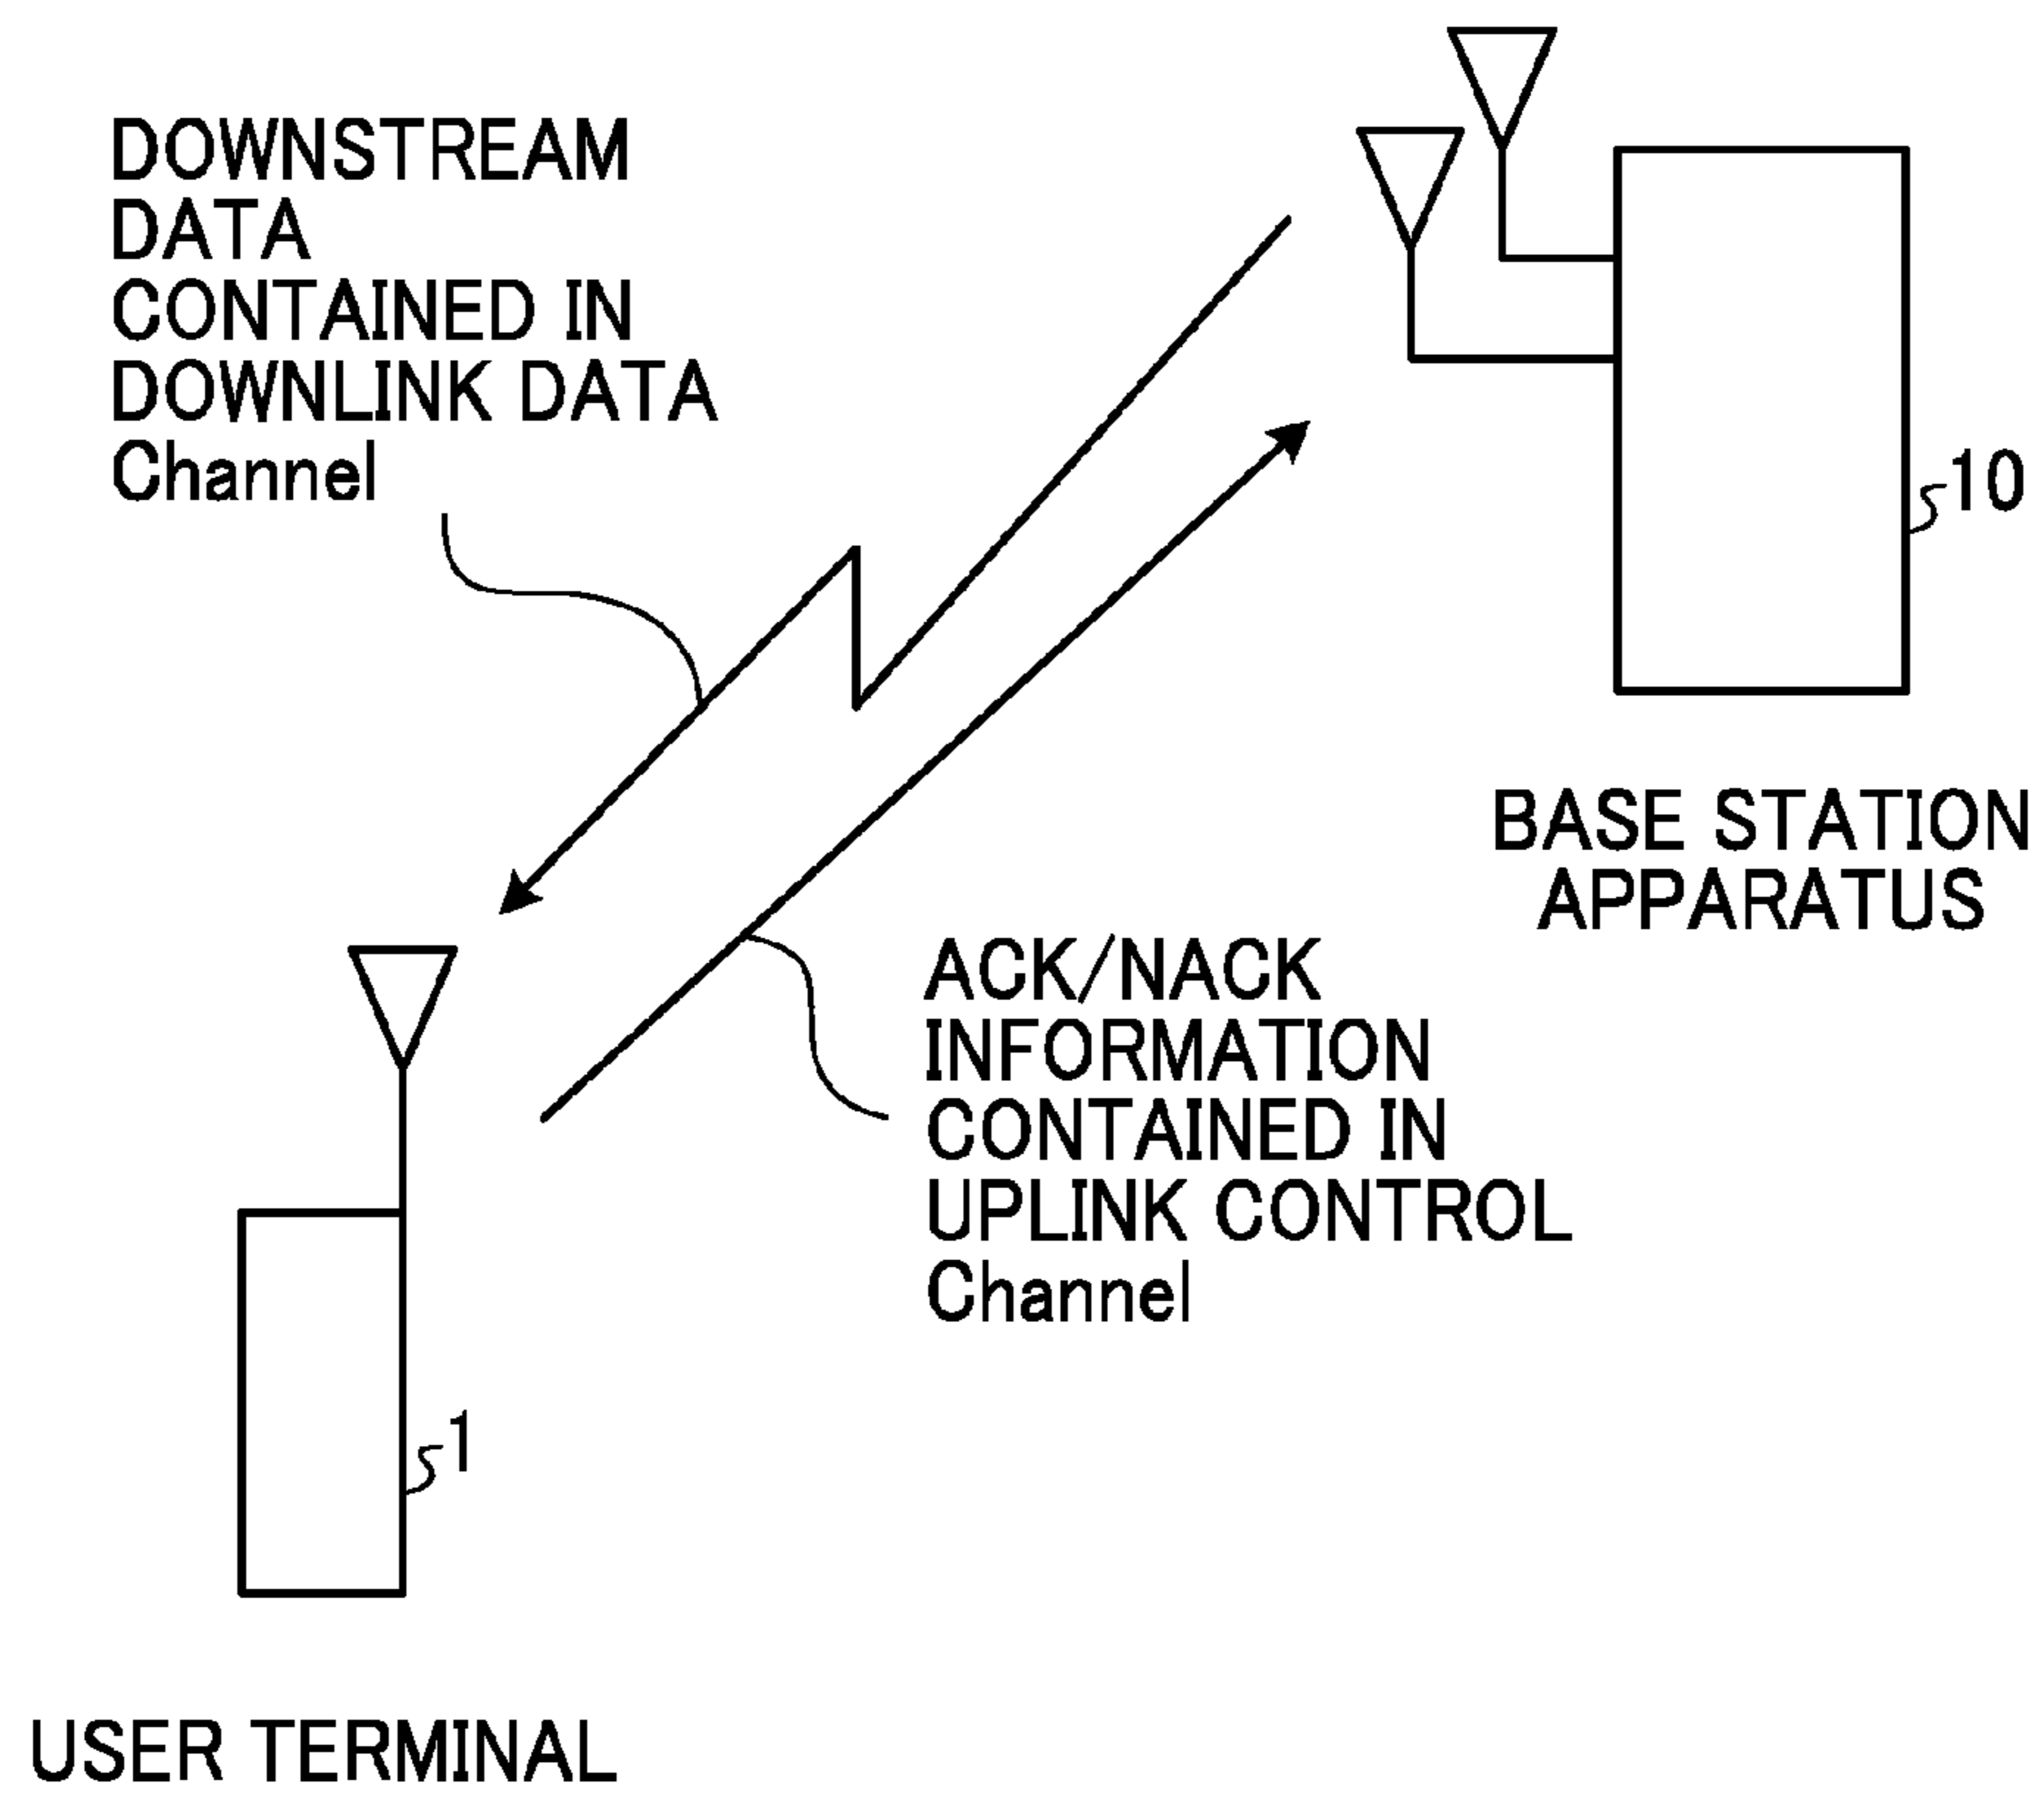 DOWNSTREAM
DATA
CONTAINED IN
DOWNLINK DATA
Channel
10
BASE STATION
APPARATUS
ACK/NACK
INFORMATION
CONTAINED IN
UPLINK CONTROL
Channel
1
USER TERMINAL